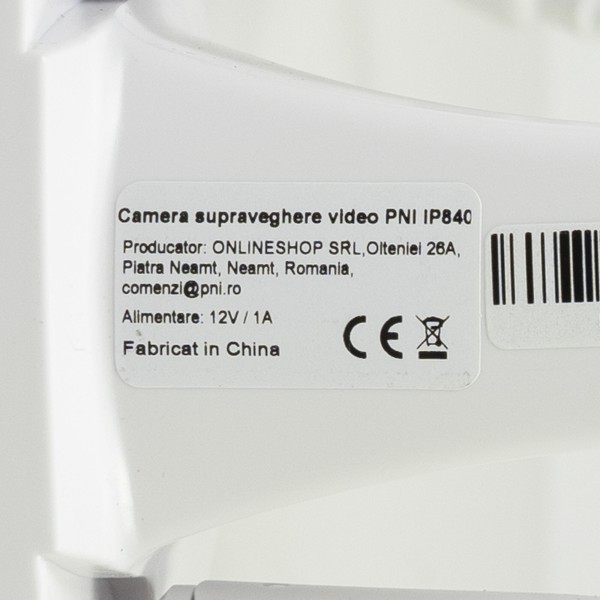 Camera supraveghere video PNI IP840
Producator: ONLINESHOP SRL,Olteniei 26A,
Piatra Neamt, Neamt, Romania,
comenzi@pni.ro
Alimentare: 12V / 1A
Fabricat in China
CE